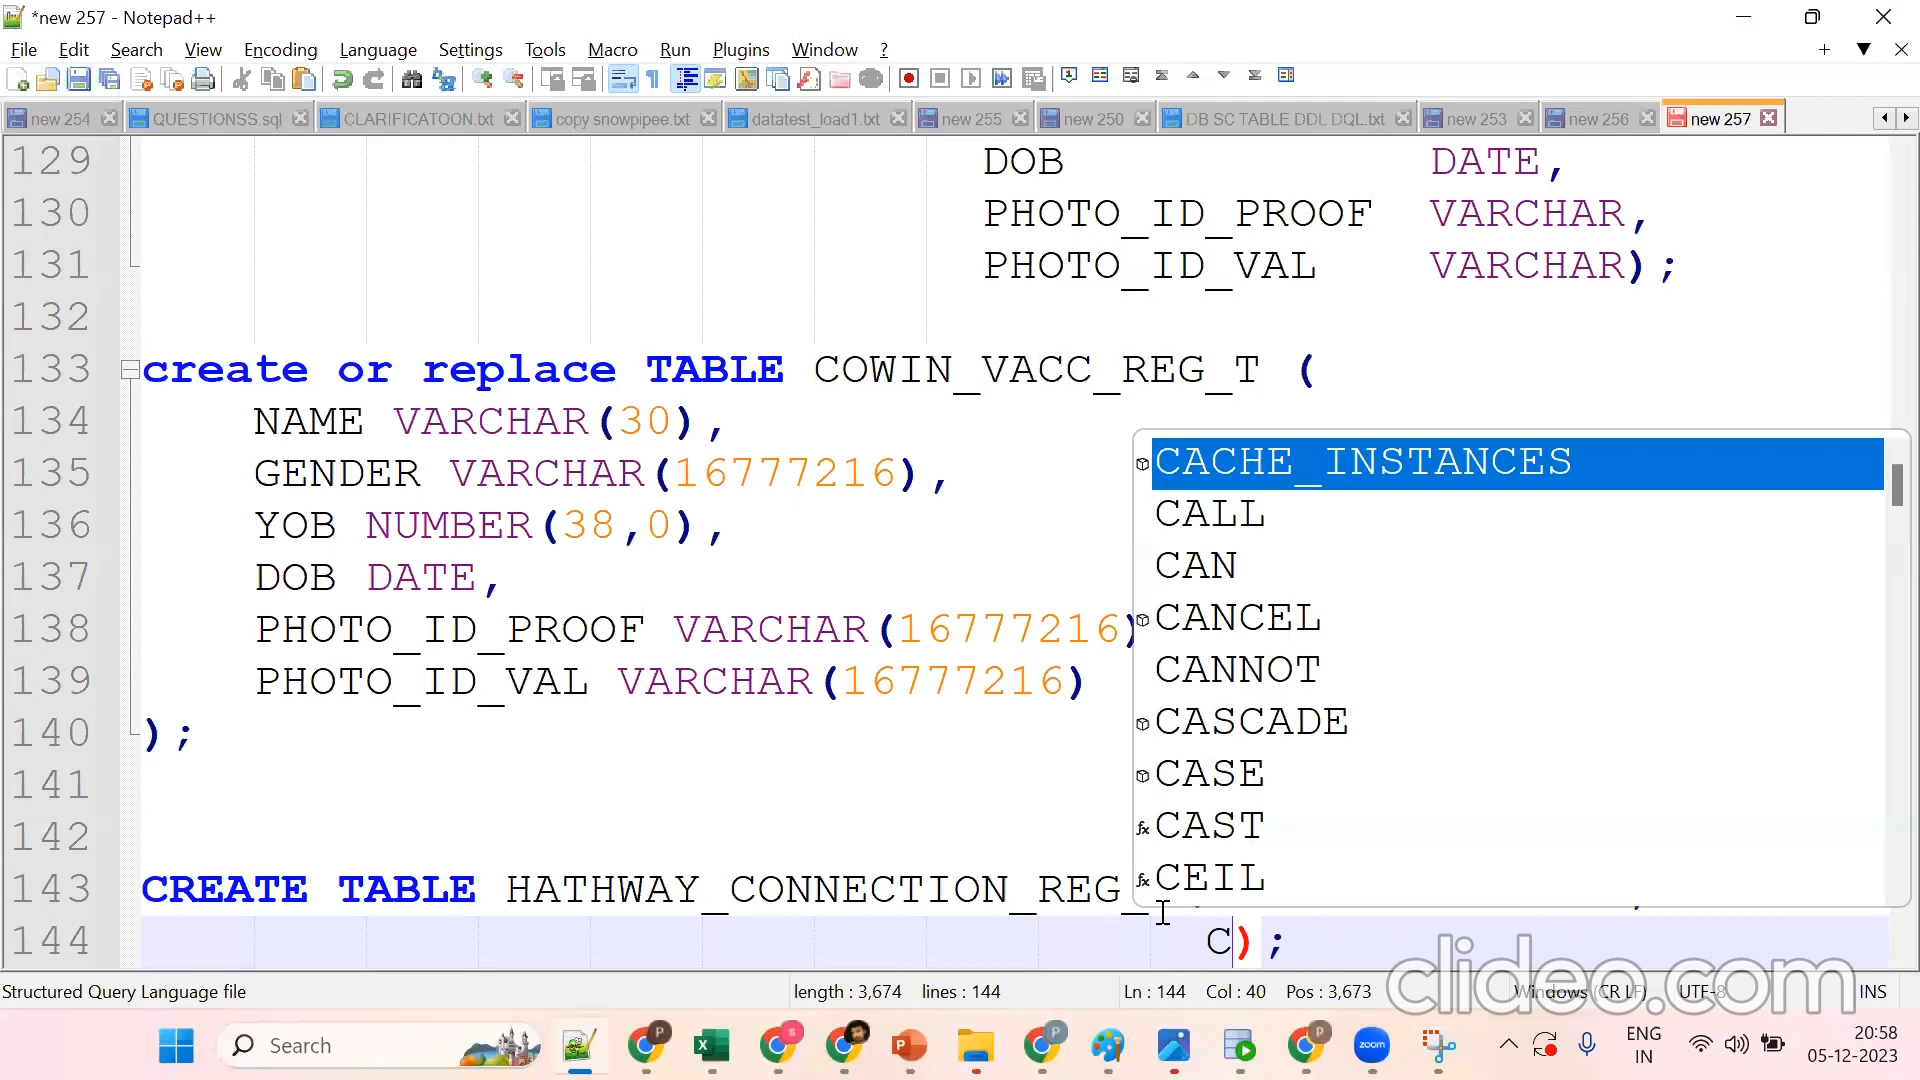 *new 257 - Notepad++
File Edit Search View Encoding Language Settings Tools Macro Run Plugins Window ?
new 254 QUESTIONSS.sql CLARIFICATOON.txt copy snowpipee.txt datatest_load1.txt new 255 new 250 DB SC TABLE DDL DQL.txt new 253 new 256 new 257
129 DOB DATE,
130 PHOTO_ID_PROOF VARCHAR,
131 PHOTO_ID_VAL VARCHAR);
132
133 create or replace TABLE COWIN_VACC_REG_T (
134 NAME VARCHAR(30),
135 GENDER VARCHAR(16777216),
136 YOB NUMBER(38,0),
137 DOB DATE,
138 PHOTO_ID_PROOF VARCHAR(16777216)
139 PHOTO_ID_VAL VARCHAR(16777216)
140 );
141
142
143 CREATE TABLE HATHWAY_CONNECTION_REG_
144 C);
CACHE_INSTANCES
CALL
CAN
CANCEL
CANNOT
CASCADE
CASE
CAST
CEIL
Structured Query Language file length : 3,674 lines : 144 Ln : 144 Col : 40 Pos : 3,673 Windows (CR LF) UTF-8 INS
clideo.com
Search
zoom
ENG
IN
20:58
05-12-2023